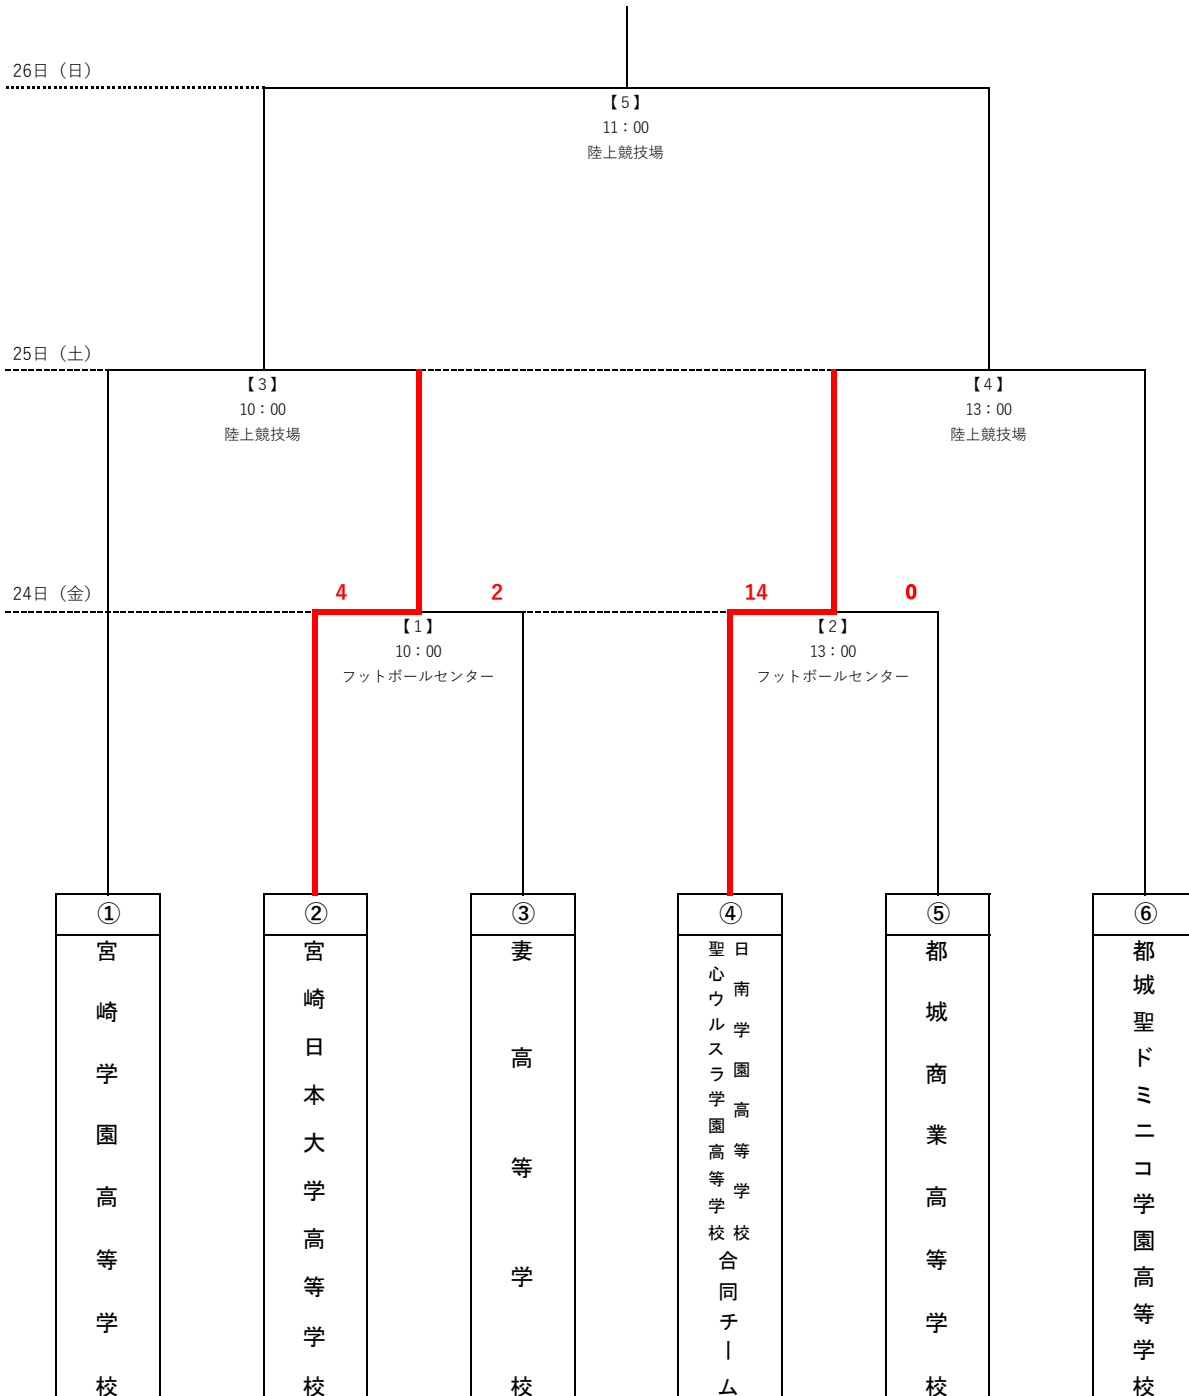 26日（日）
【5】
11：00
陸上競技場
25日（土）
【3】
10：00
陸上競技場
【4】
13：00
陸上競技場
24日（金）
4
2
14
0
【1】
10：00
フットボールセンター
【2】
13：00
フットボールセンター
①
宮崎学園高等学校
②
宮崎日本大学高等学校
③
妻高等学校
④
日南学園高等学校
聖心ウルスラ学園高等学校
合同チーム
⑤
都城商業高等学校
⑥
都城聖ドミニコ学園高等学校